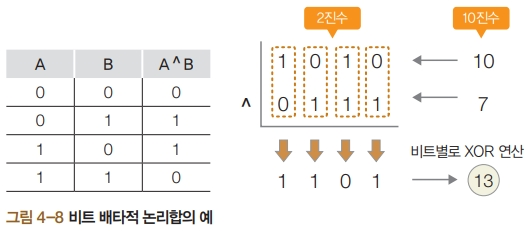 A B A^B
0 0 0
0 1 1
1 0 1
1 1 0
2진수 10진수
1 0 1 0 10
^ 0 1 1 1 7
비트별로 XOR 연산
1 1 0 1 13
그림 4-8 비트 배타적 논리합의 예